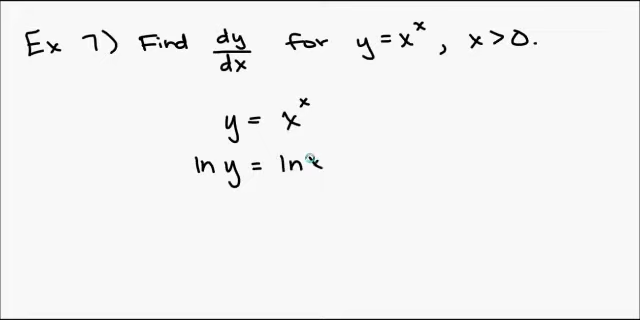 Ex 7) Find dy/dx for y = x^x, x > 0.
y = x^x
ln y = ln x